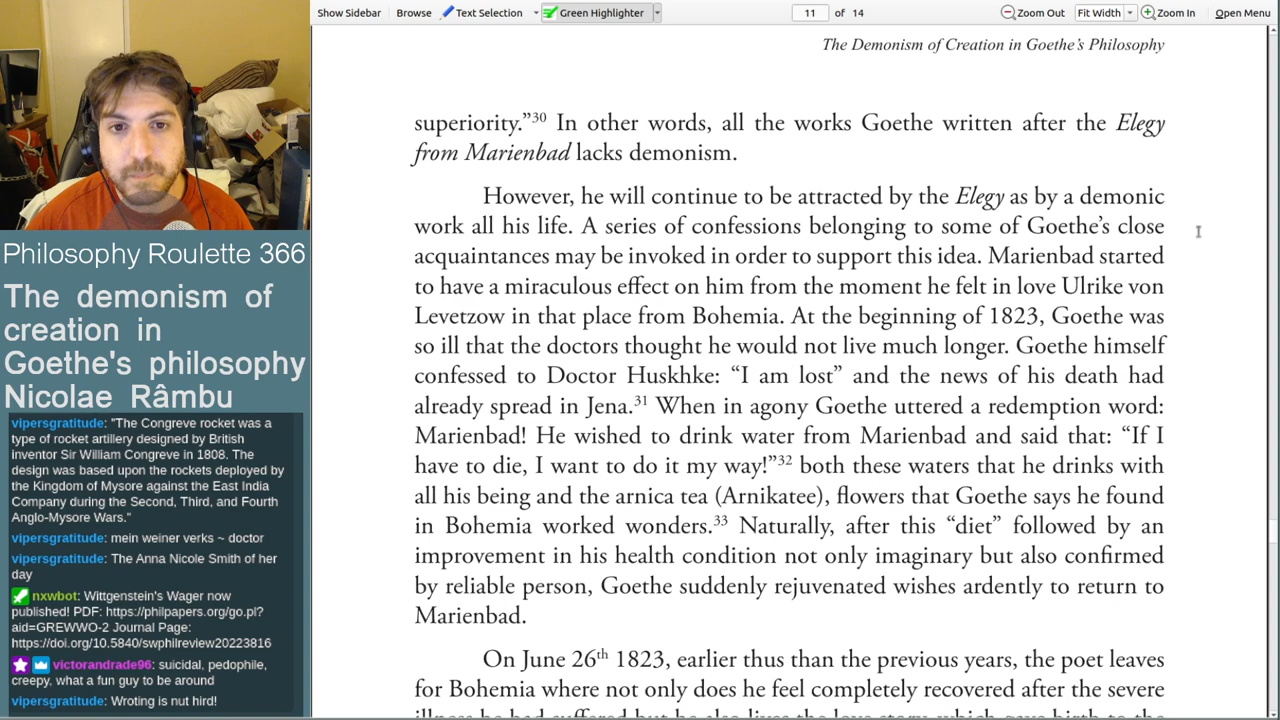 Show Sidebar Browse Text Selection Green Highlighter 11 of 14 Zoom Out Fit Width Zoom In Open Menu
The Demonism of Creation in Goethe's Philosophy
superiority.”30 In other words, all the works Goethe written after the Elegy
from Marienbad lacks demonism.
However, he will continue to be attracted by the Elegy as by a demonic
work all his life. A series of confessions belonging to some of Goethe’s close
acquaintances may be invoked in order to support this idea. Marienbad started
to have a miraculous effect on him from the moment he felt in love Ulrike von
Levetzow in that place from Bohemia. At the beginning of 1823, Goethe was
so ill that the doctors thought he would not live much longer. Goethe himself
confessed to Doctor Huskhke: “I am lost” and the news of his death had
already spread in Jena.31 When in agony Goethe uttered a redemption word:
Marienbad! He wished to drink water from Marienbad and said that: “If I
have to die, I want to do it my way!”32 both these waters that he drinks with
all his being and the arnica tea (Arnikatee), flowers that Goethe says he found
in Bohemia worked wonders.33 Naturally, after this “diet” followed by an
improvement in his health condition not only imaginary but also confirmed
by reliable person, Goethe suddenly rejuvenated wishes ardently to return to
Marienbad.
On June 26th 1823, earlier thus than the previous years, the poet leaves
for Bohemia where not only does he feel completely recovered after the severe
Philosophy Roulette 366
The demonism of
creation in
Goethe's philosophy
Nicolae Râmbu
vipersgratitude: "The Congreve rocket was a
type of rocket artillery designed by British
inventor Sir William Congreve in 1808. The
design was based upon the rockets deployed by
the Kingdom of Mysore against the East India
Company during the Second, Third, and Fourth
Anglo-Mysore Wars."
vipersgratitude: mein weiner verks ~ doctor
vipersgratitude: The Anna Nicole Smith of her
day
nxwbot: Wittgenstein's Wager now
published! PDF: https://philpapers.org/go.pl?
aid=GREWWO-2 Journal Page:
https://doi.org/10.5840/swphilreview20223816
victorandrade96: suicidal, pedophile,
creepy, what a fun guy to be around
vipersgratitude: Wroting is nut hird!